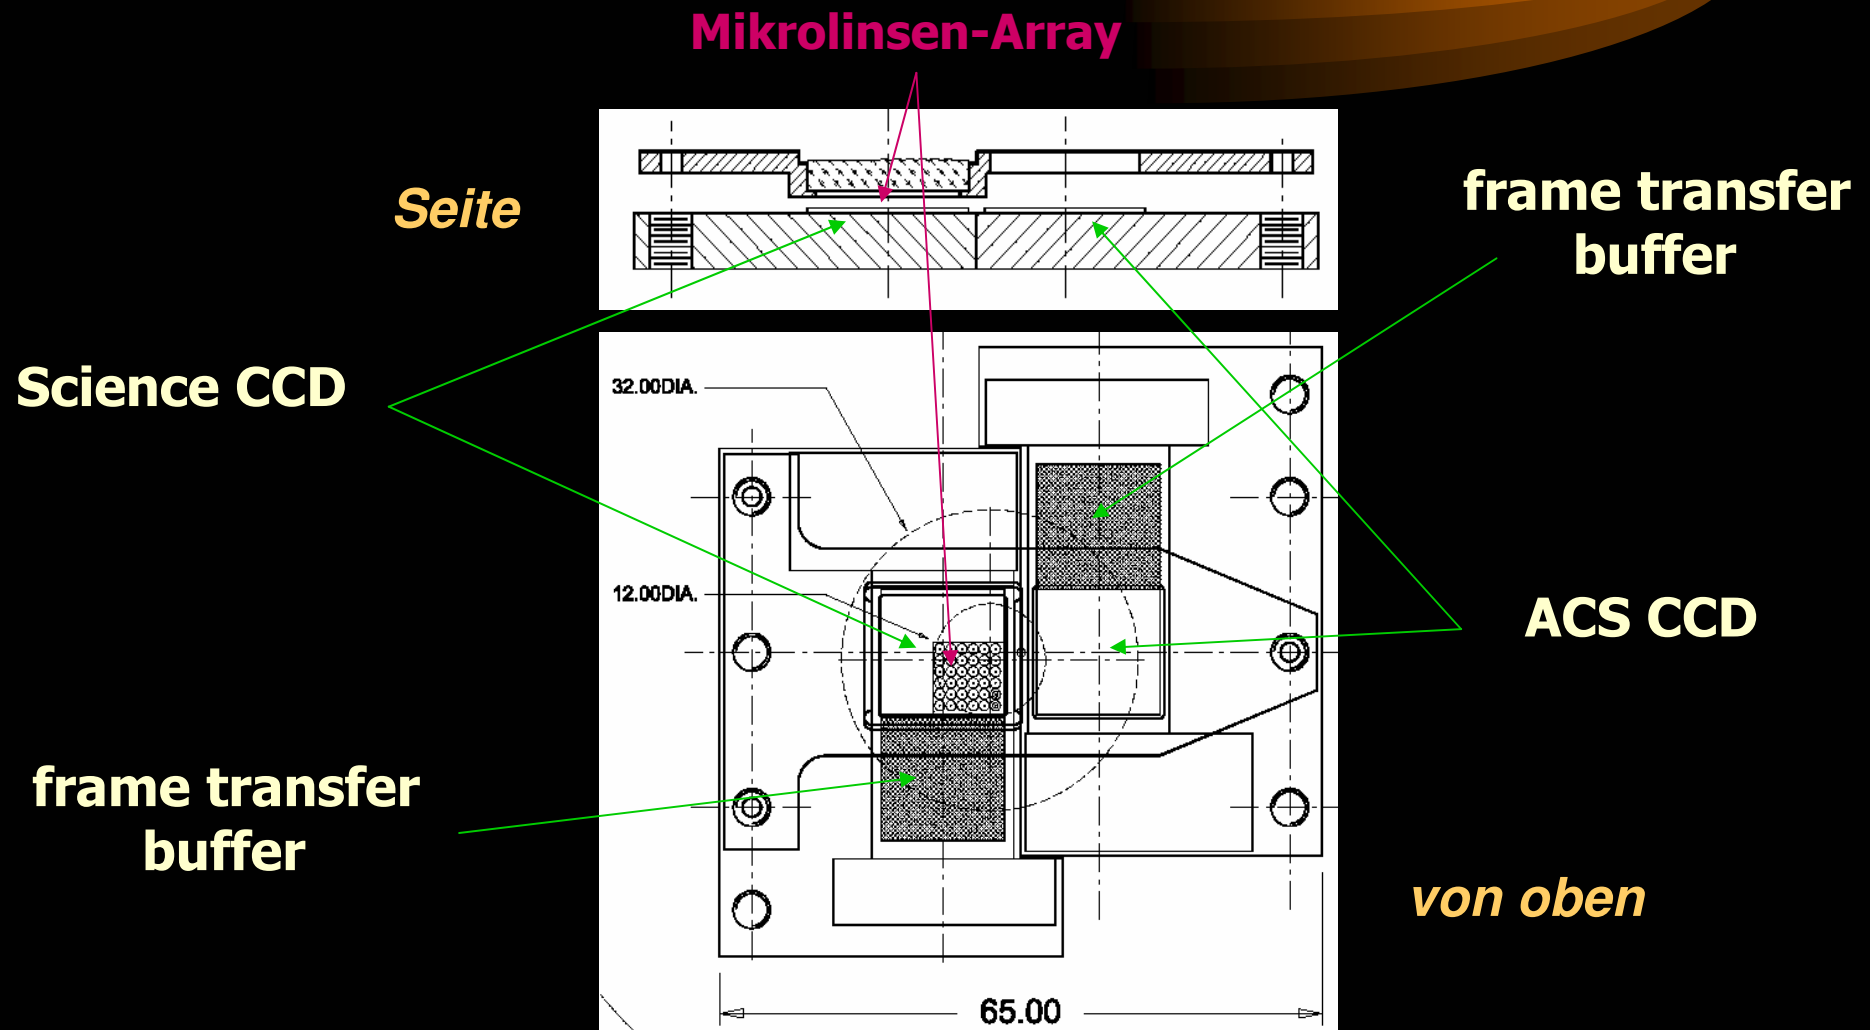 Mikrolinsen-Array
Seite
frame transfer
buffer
Science CCD
32.00DIA.
12.00DIA.
ACS CCD
frame transfer
buffer
von oben
65.00